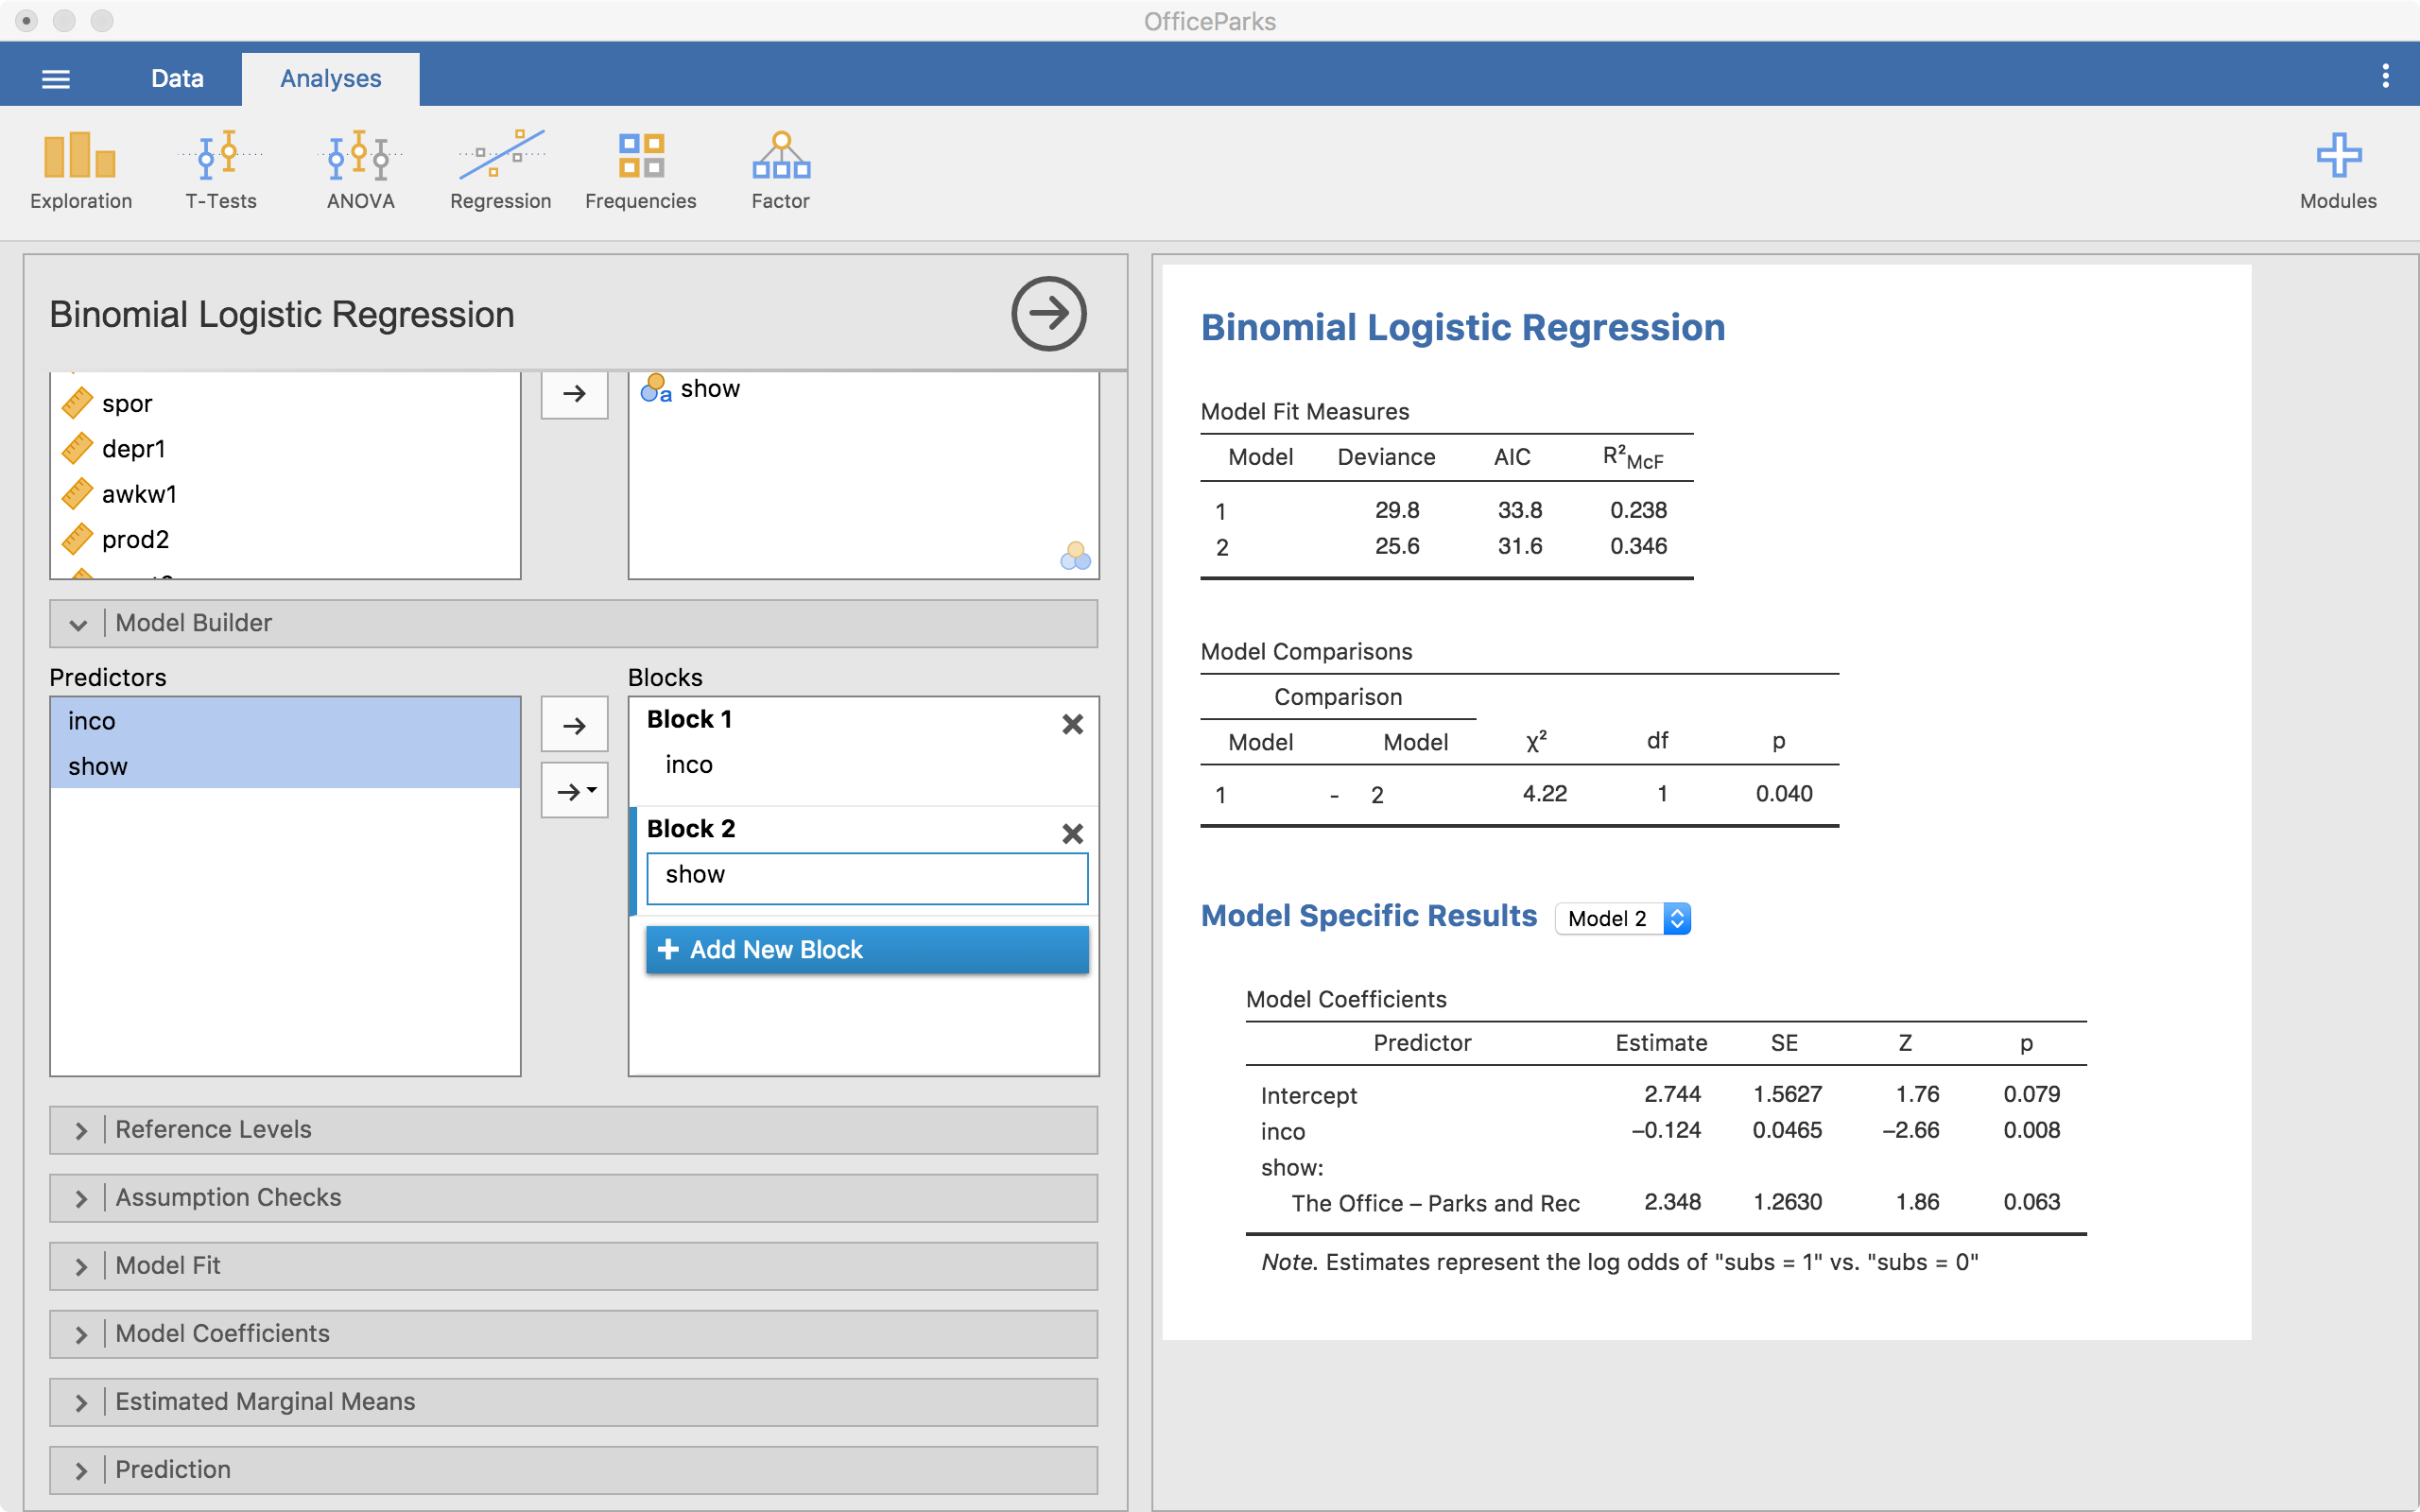 OfficeParks
Data Analyses
Exploration T-Tests ANOVA Regression Frequencies Factor Modules
Binomial Logistic Regression
spor
depr1
awkw1
prod2
a show
Model Builder
Predictors
inco
show
Blocks
Block 1
inco
Block 2
show
Add New Block
Reference Levels
Assumption Checks
Model Fit
Model Coefficients
Estimated Marginal Means
Prediction
Binomial Logistic Regression
Model Fit Measures
Model Deviance AIC R²McF
1 29.8 33.8 0.238
2 25.6 31.6 0.346
Model Comparisons
Comparison
Model Model χ² df p
1 - 2 4.22 1 0.040
Model Specific Results Model 2
Model Coefficients
Predictor Estimate SE Z p
Intercept 2.744 1.5627 1.76 0.079
inco –0.124 0.0465 –2.66 0.008
show:
The Office – Parks and Rec 2.348 1.2630 1.86 0.063
Note. Estimates represent the log odds of "subs = 1" vs. "subs = 0"